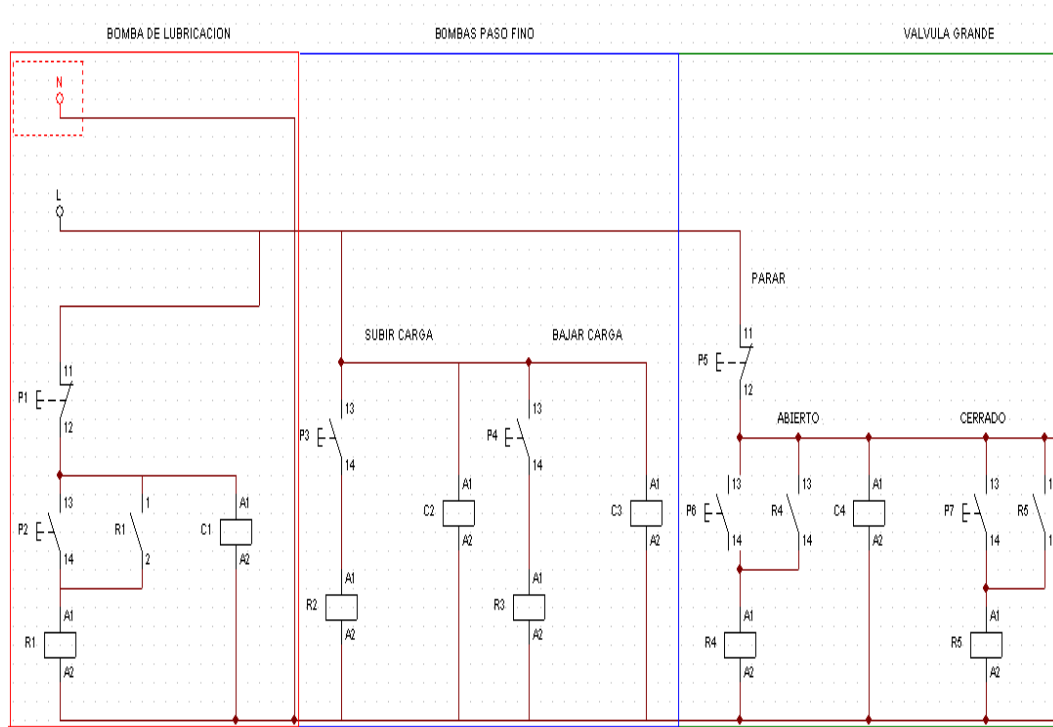 BOMBA DE LUBRICACION
BOMBAS PASO FINO
VALVULA GRANDE
N
L
PARAR
SUBIR CARGA
BAJAR CARGA
11
P5
12
11
P1
12
ABIERTO
CERRADO
13
P3
14
13
P4
14
13
P2
14
1
R1
2
A1
C1
A2
A1
C2
A2
A1
C3
A2
13
P6
14
13
R4
14
A1
C4
A2
13
P7
14
R5
A1
R2
A2
A1
R3
A2
A1
R1
A2
A1
R4
A2
A1
R5
A2